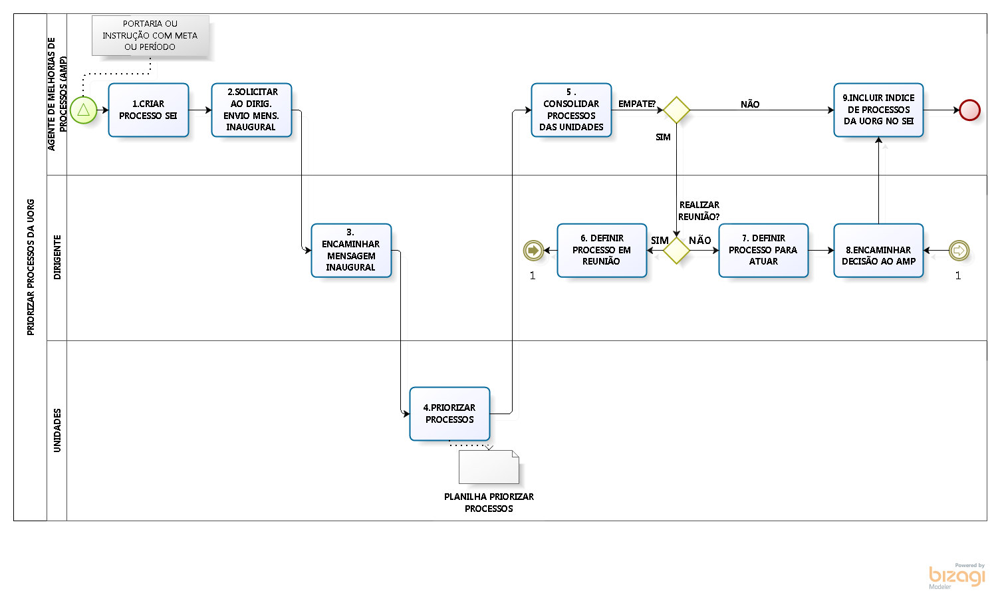 PRIORIZAR PROCESSOS DA UORG
AGENTE DE MELHORIAS DE
PROCESSOS (AMP)
PORTARIA OU
INSTRUÇÃO COM META
OU PERÍODO
1.CRIAR
PROCESSO SEI
2.SOLICITAR
AO DIRIG.
ENVIO MENS.
INAUGURAL
5 .
CONSOLIDAR
PROCESSOS
DAS UNIDADES
EMPATE?
NÃO
SIM
9.INCLUIR INDICE
DE PROCESSOS
DA UORG NO SEI
DIRIGENTE
3.
ENCAMINHAR
MENSAGEM
INAUGURAL
1
6. DEFINIR
PROCESSO EM
REUNIÃO
REALIZAR
REUNIÃO?
SIM
NÃO
7. DEFINIR
PROCESSO PARA
ATUAR
8.ENCAMINHAR
DECISÃO AO AMP
1
UNIDADES
4.PRIORIZAR
PROCESSOS
PLANILHA PRIORIZAR
PROCESSOS
Powered by
bizagi
Modeler